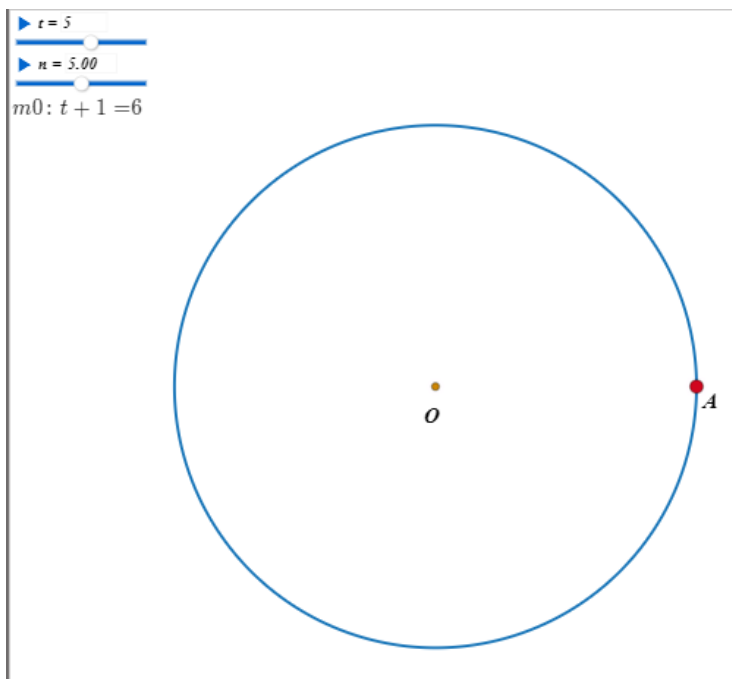 t = 5
n = 5.00
m0: t + 1 =6
O
A